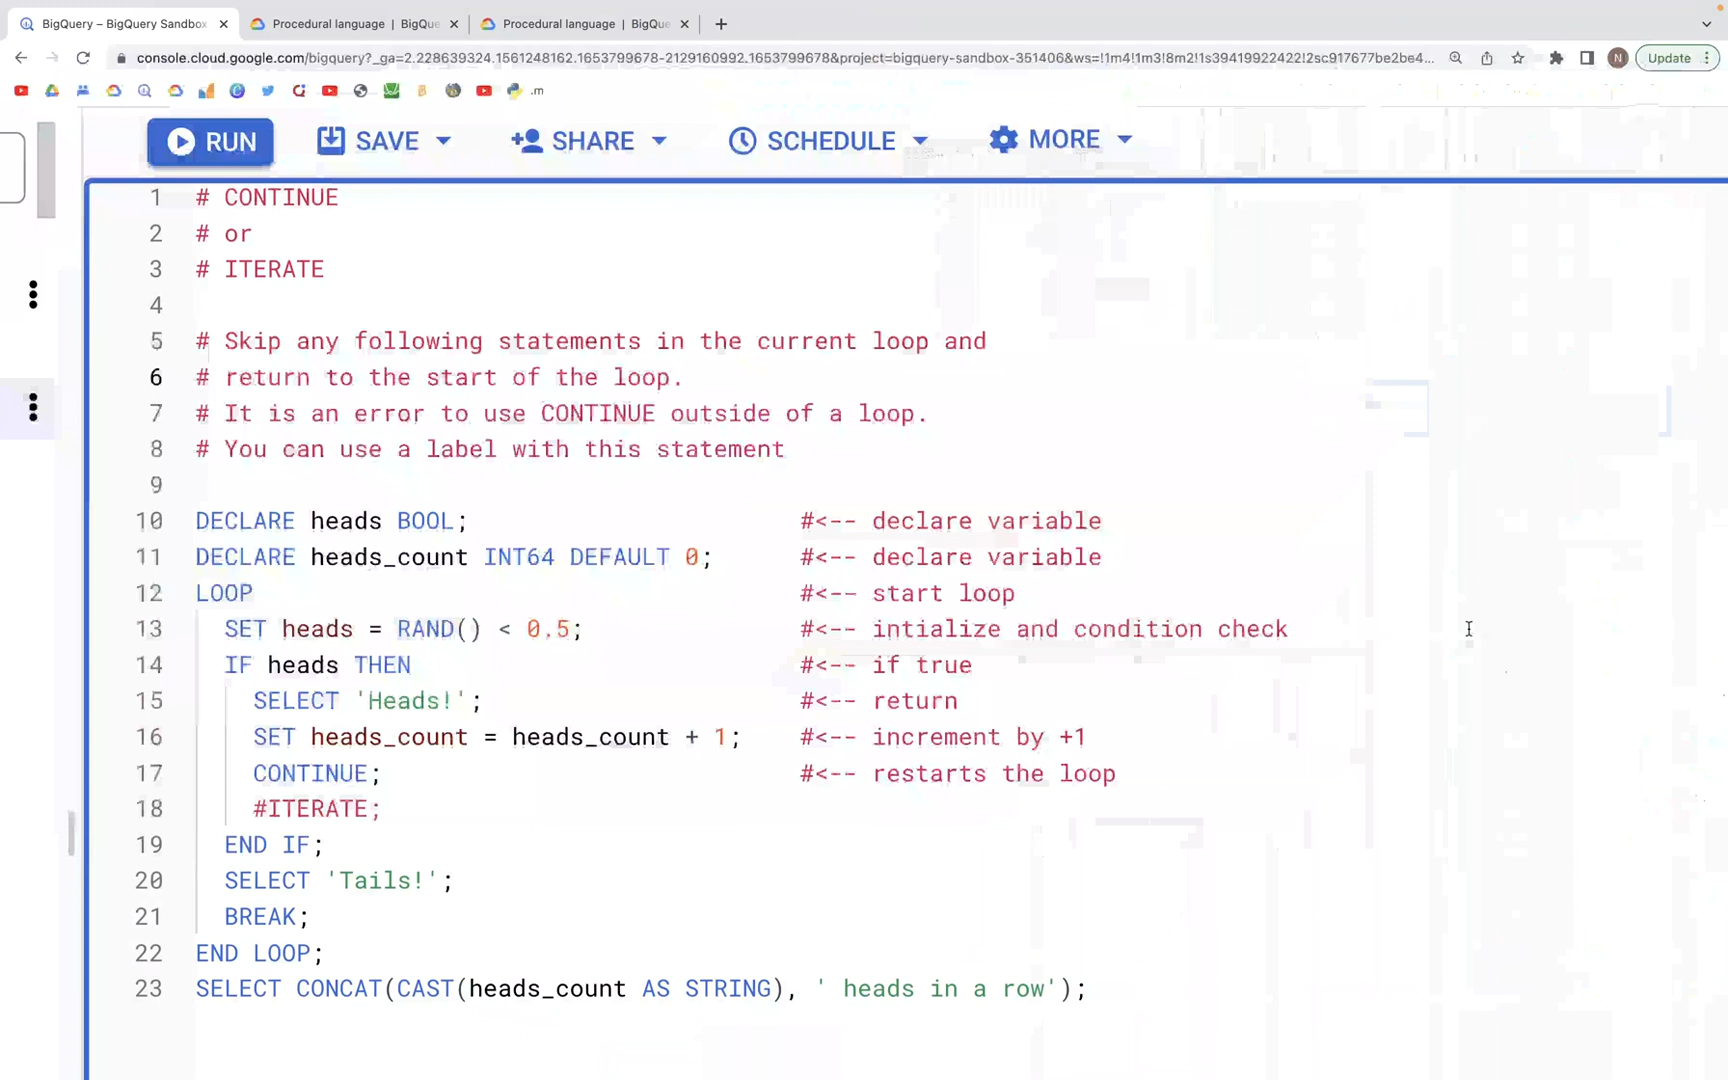 BigQuery – BigQuery Sandbox
Procedural language | BigQue
Procedural language | BigQue
console.cloud.google.com/bigquery?_ga=2.228639324.1561248162.1653799678-2129160992.1653799678&project=bigquery-sandbox-351406&ws=!1m4!1m3!8m2!1s39419922422!2sc917677be2be4...
N
Update
.m
RUN
SAVE
SHARE
SCHEDULE
MORE
1 # CONTINUE
2 # or
3 # ITERATE
4
5 # Skip any following statements in the current loop and
6 # return to the start of the loop.
7 # It is an error to use CONTINUE outside of a loop.
8 # You can use a label with this statement
9
10 DECLARE heads BOOL; #<-- declare variable
11 DECLARE heads_count INT64 DEFAULT 0; #<-- declare variable
12 LOOP #<-- start loop
13 SET heads = RAND() < 0.5; #<-- intialize and condition check
14 IF heads THEN #<-- if true
15 SELECT 'Heads!'; #<-- return
16 SET heads_count = heads_count + 1; #<-- increment by +1
17 CONTINUE; #<-- restarts the loop
18 #ITERATE;
19 END IF;
20 SELECT 'Tails!';
21 BREAK;
22 END LOOP;
23 SELECT CONCAT(CAST(heads_count AS STRING), ' heads in a row');